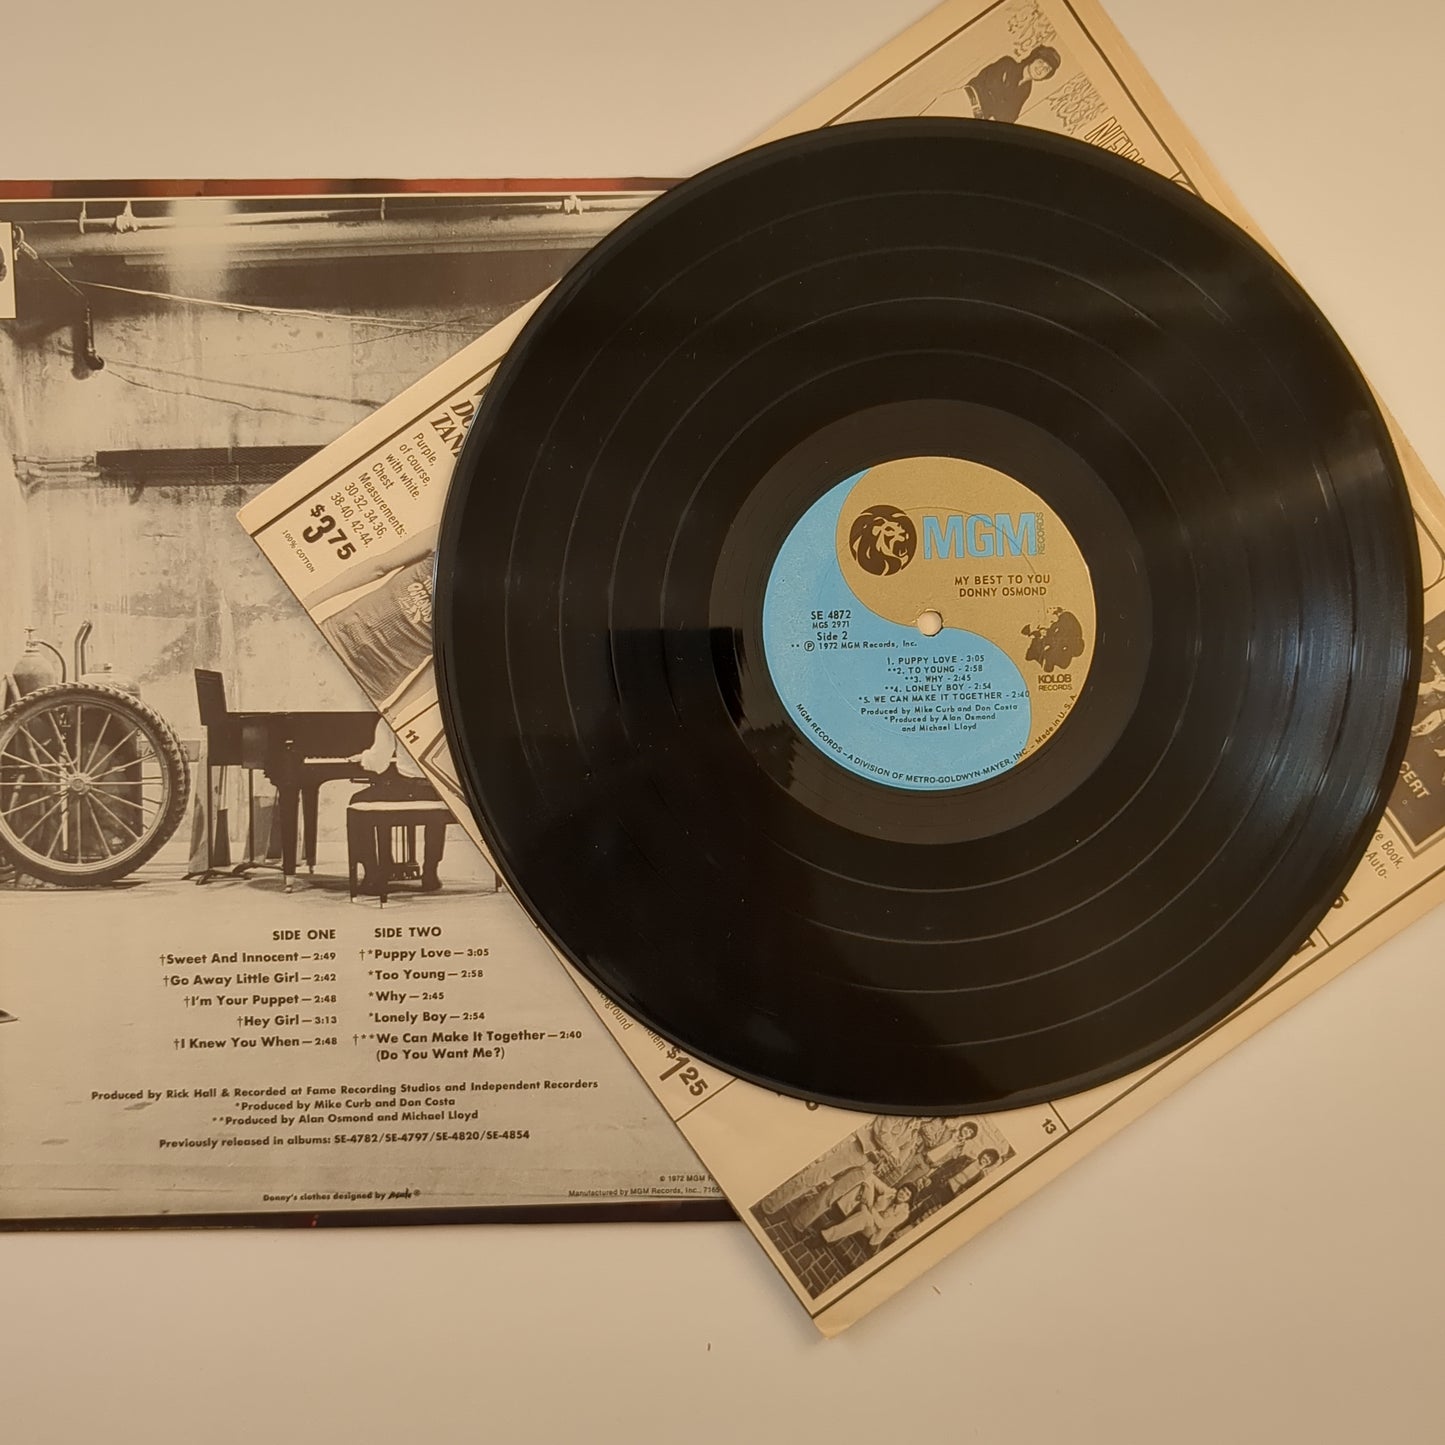 SIDE ONE
†Sweet And Innocent—2:49
†Go Away Little Girl—2:42
†I'm Your Puppet—2:48
†Hey Girl—3:13
†I Knew You When—2:48
SIDE TWO
†*Puppy Love—3:05
*Too Young—2:58
*Why—2:45
*Lonely Boy—2:54
†**We Can Make It Together—2:40
(Do You Want Me?)
Produced by Rick Hall & Recorded at Fame Recording Studios and Independent Recorders
*Produced by Mike Curb and Don Costa
**Produced by Alan Osmond and Michael Lloyd
Previously released in albums: SE-4782/SE-4797/SE-4820/SE-4854
Donny's clothes designed by
© 1972 MGM
Manufactured by MGM Records, Inc.,
Purple,
of course,
with white.
Chest
Measurements:
30-32, 34-36,
38-40, 42-44.
$3.75
100% COTTON
11
$1.25
13
NEW
MGM
RECORDS
MY BEST TO YOU
DONNY OSMOND
SE 4872
MGS 2971
Side 2
** Ⓟ 1972 MGM Records, Inc.
KOLOB
RECORDS
1. PUPPY LOVE - 3:05
**2. TO YOUNG - 2:58
**3. WHY - 2:45
**4. LONELY BOY - 2:54
*5. WE CAN MAKE IT TOGETHER - 2:40
Produced by Mike Curb and Don Costa
*Produced by Alan Osmond
and Michael Lloyd
MGM RECORDS—A DIVISION OF METRO-GOLDWYN-MAYER, INC. - Made in U.S.A.